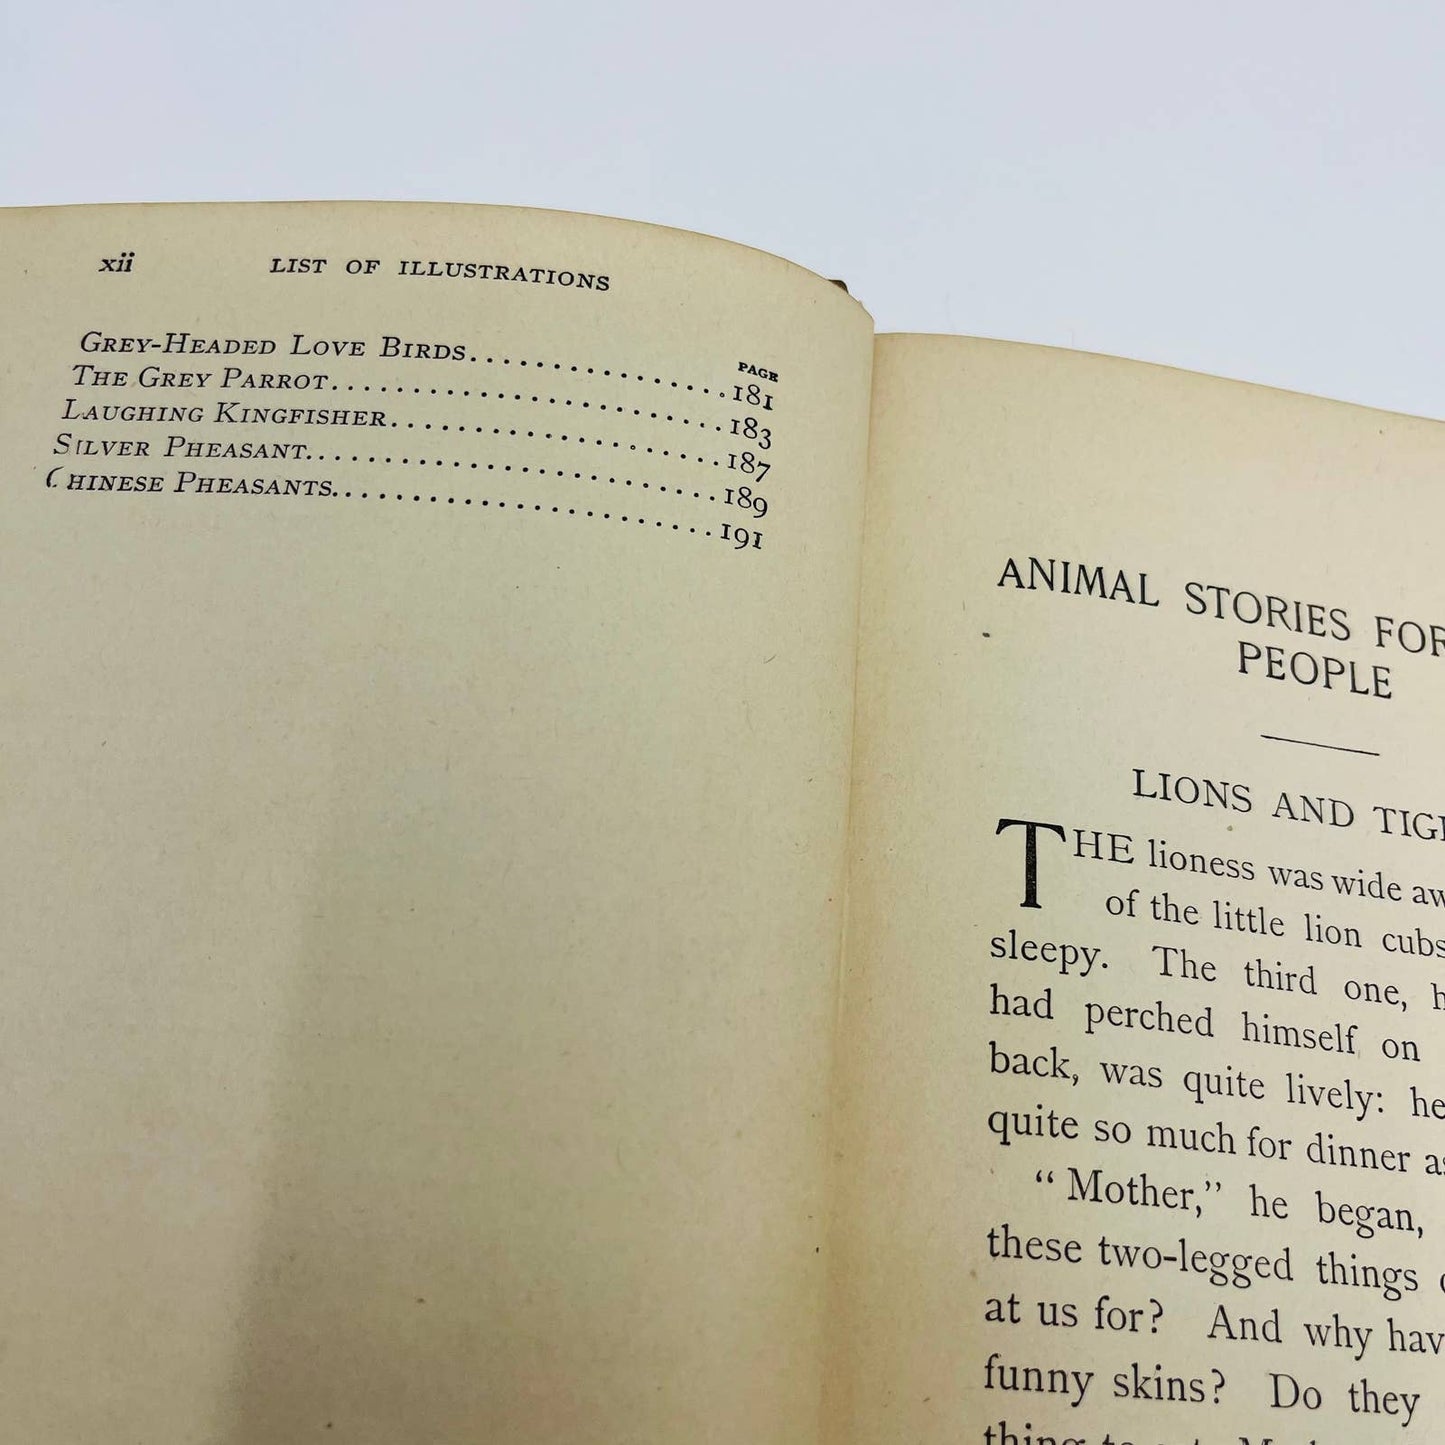 xii LIST OF ILLUSTRATIONS
PAGE
GREY-HEADED LOVE BIRDS................181
THE GREY PARROT........................183
LAUGHING KINGFISHER....................187
SILVER PHEASANT.........................189
CHINESE PHEASANTS.......................191
ANIMAL STORIES FOR
PEOPLE
LIONS AND
THE lioness was wide
of the little lion cubs
sleepy. The third one,
had perched himself on
back, was quite lively: he
quite so much for dinner
“Mother,” he began,
these two-legged things
at us for? And why
funny skins? Do they